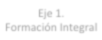 Eje 1.
Formación Integral